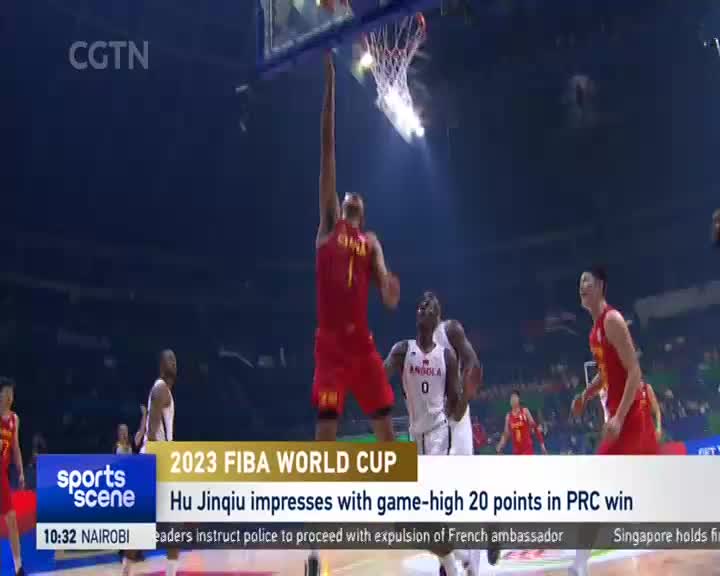 CGTN
CHINA
1
ANGOLA
0
2023 FIBA WORLD CUP
sports
scene
Hu Jinqiu impresses with game-high 20 points in PRC win
10:32 NAIROBI
eaders instruct police to proceed with expulsion of French ambassador
Singapore holds fi